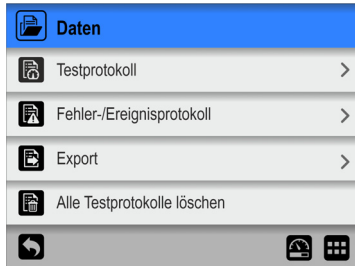 Daten
Testprotokoll
Fehler-/Ereignisprotokoll
Export
Alle Testprotokolle löschen